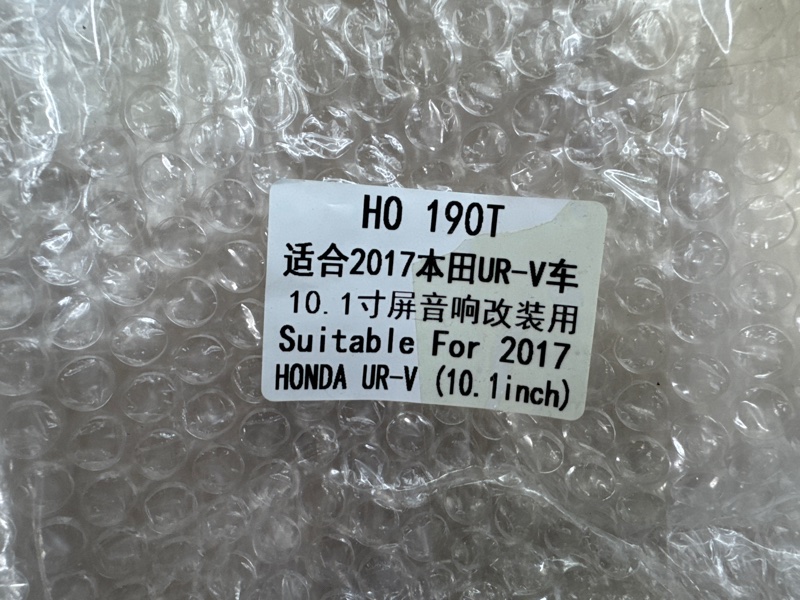 HO 190T
适合2017本田UR-V车
10.1寸屏音响改装用
Suitable For 2017
HONDA UR-V (10.1inch)